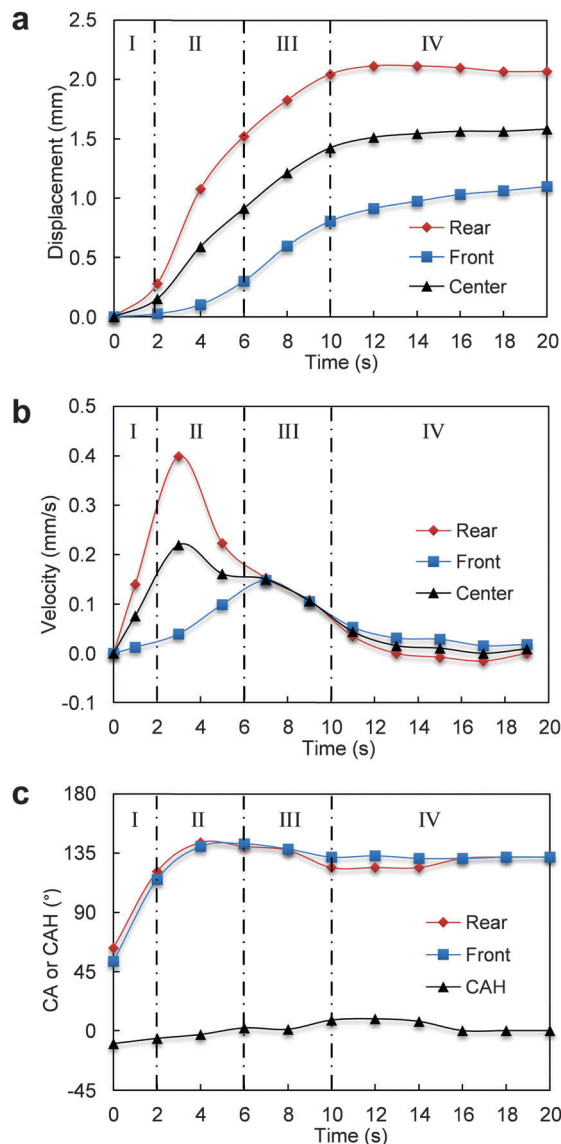 a
I II III IV
2.5
2.0
1.5
1.0
0.5
0.0
Displacement (mm)
Rear
Front
Center
0 2 4 6 8 10 12 14 16 18 20
Time (s)
b
I II III IV
0.5
0.4
0.3
0.2
0.1
0.0
-0.1
Velocity (mm/s)
Rear
Front
Center
0 2 4 6 8 10 12 14 16 18 20
Time (s)
c
I II III IV
180
135
90
45
0
-45
CA or CAH (°)
Rear
Front
CAH
0 2 4 6 8 10 12 14 16 18 20
Time (s)